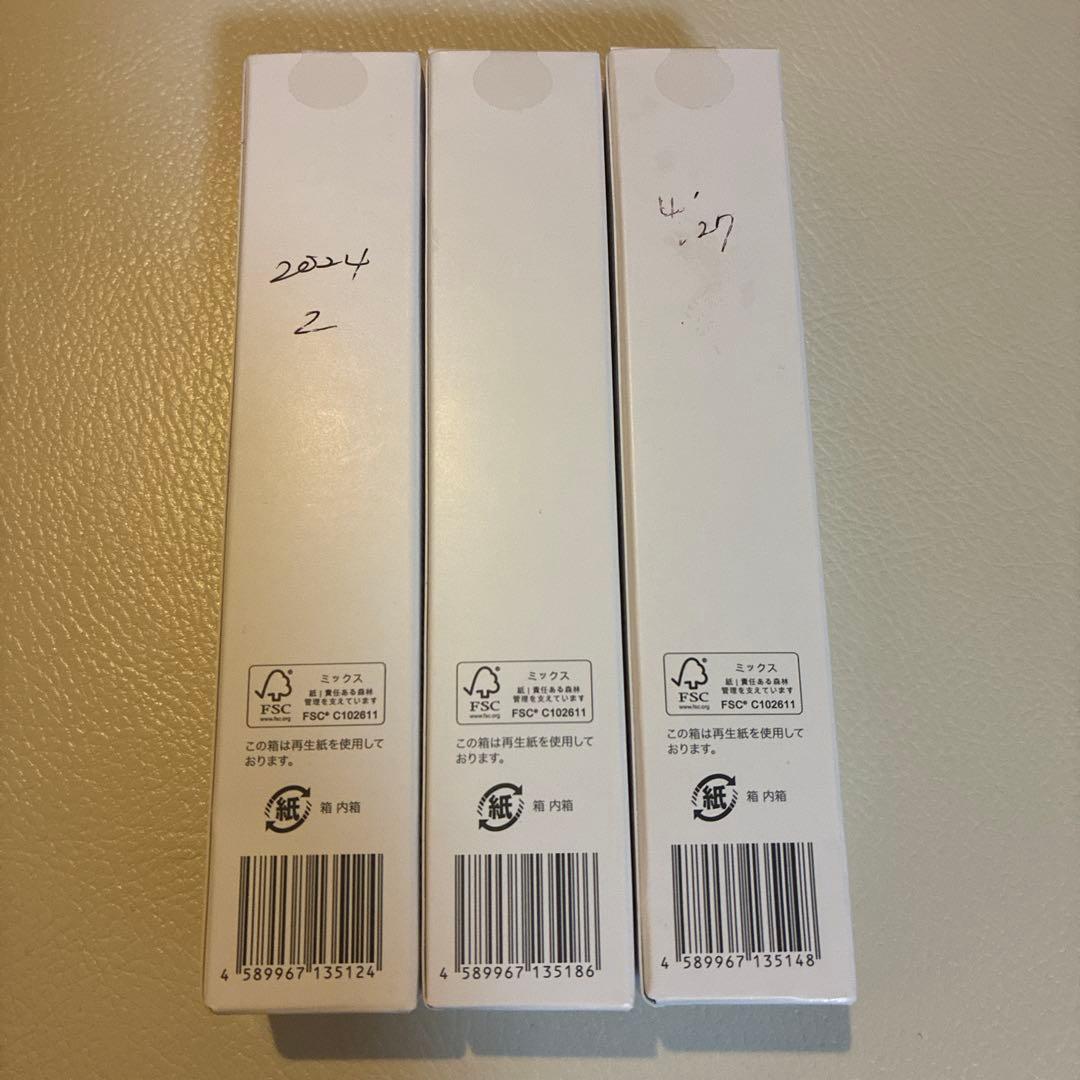 2024
2
FSC®
www.fsc.org
ミックス
紙 | 責任ある森林
管理を支えています
FSC® C102611
この箱は再生紙を使用して
おります。
紙
箱 内箱
4 589967 135124
FSC®
www.fsc.org
ミックス
紙 | 責任ある森林
管理を支えています
FSC® C102611
この箱は再生紙を使用して
おります。
紙
箱 内箱
4 589967 135186
.27
FSC®
www.fsc.org
ミックス
紙 | 責任ある森林
管理を支えています
FSC® C102611
この箱は再生紙を使用して
おります。
紙
箱 内箱
4 589967 135148